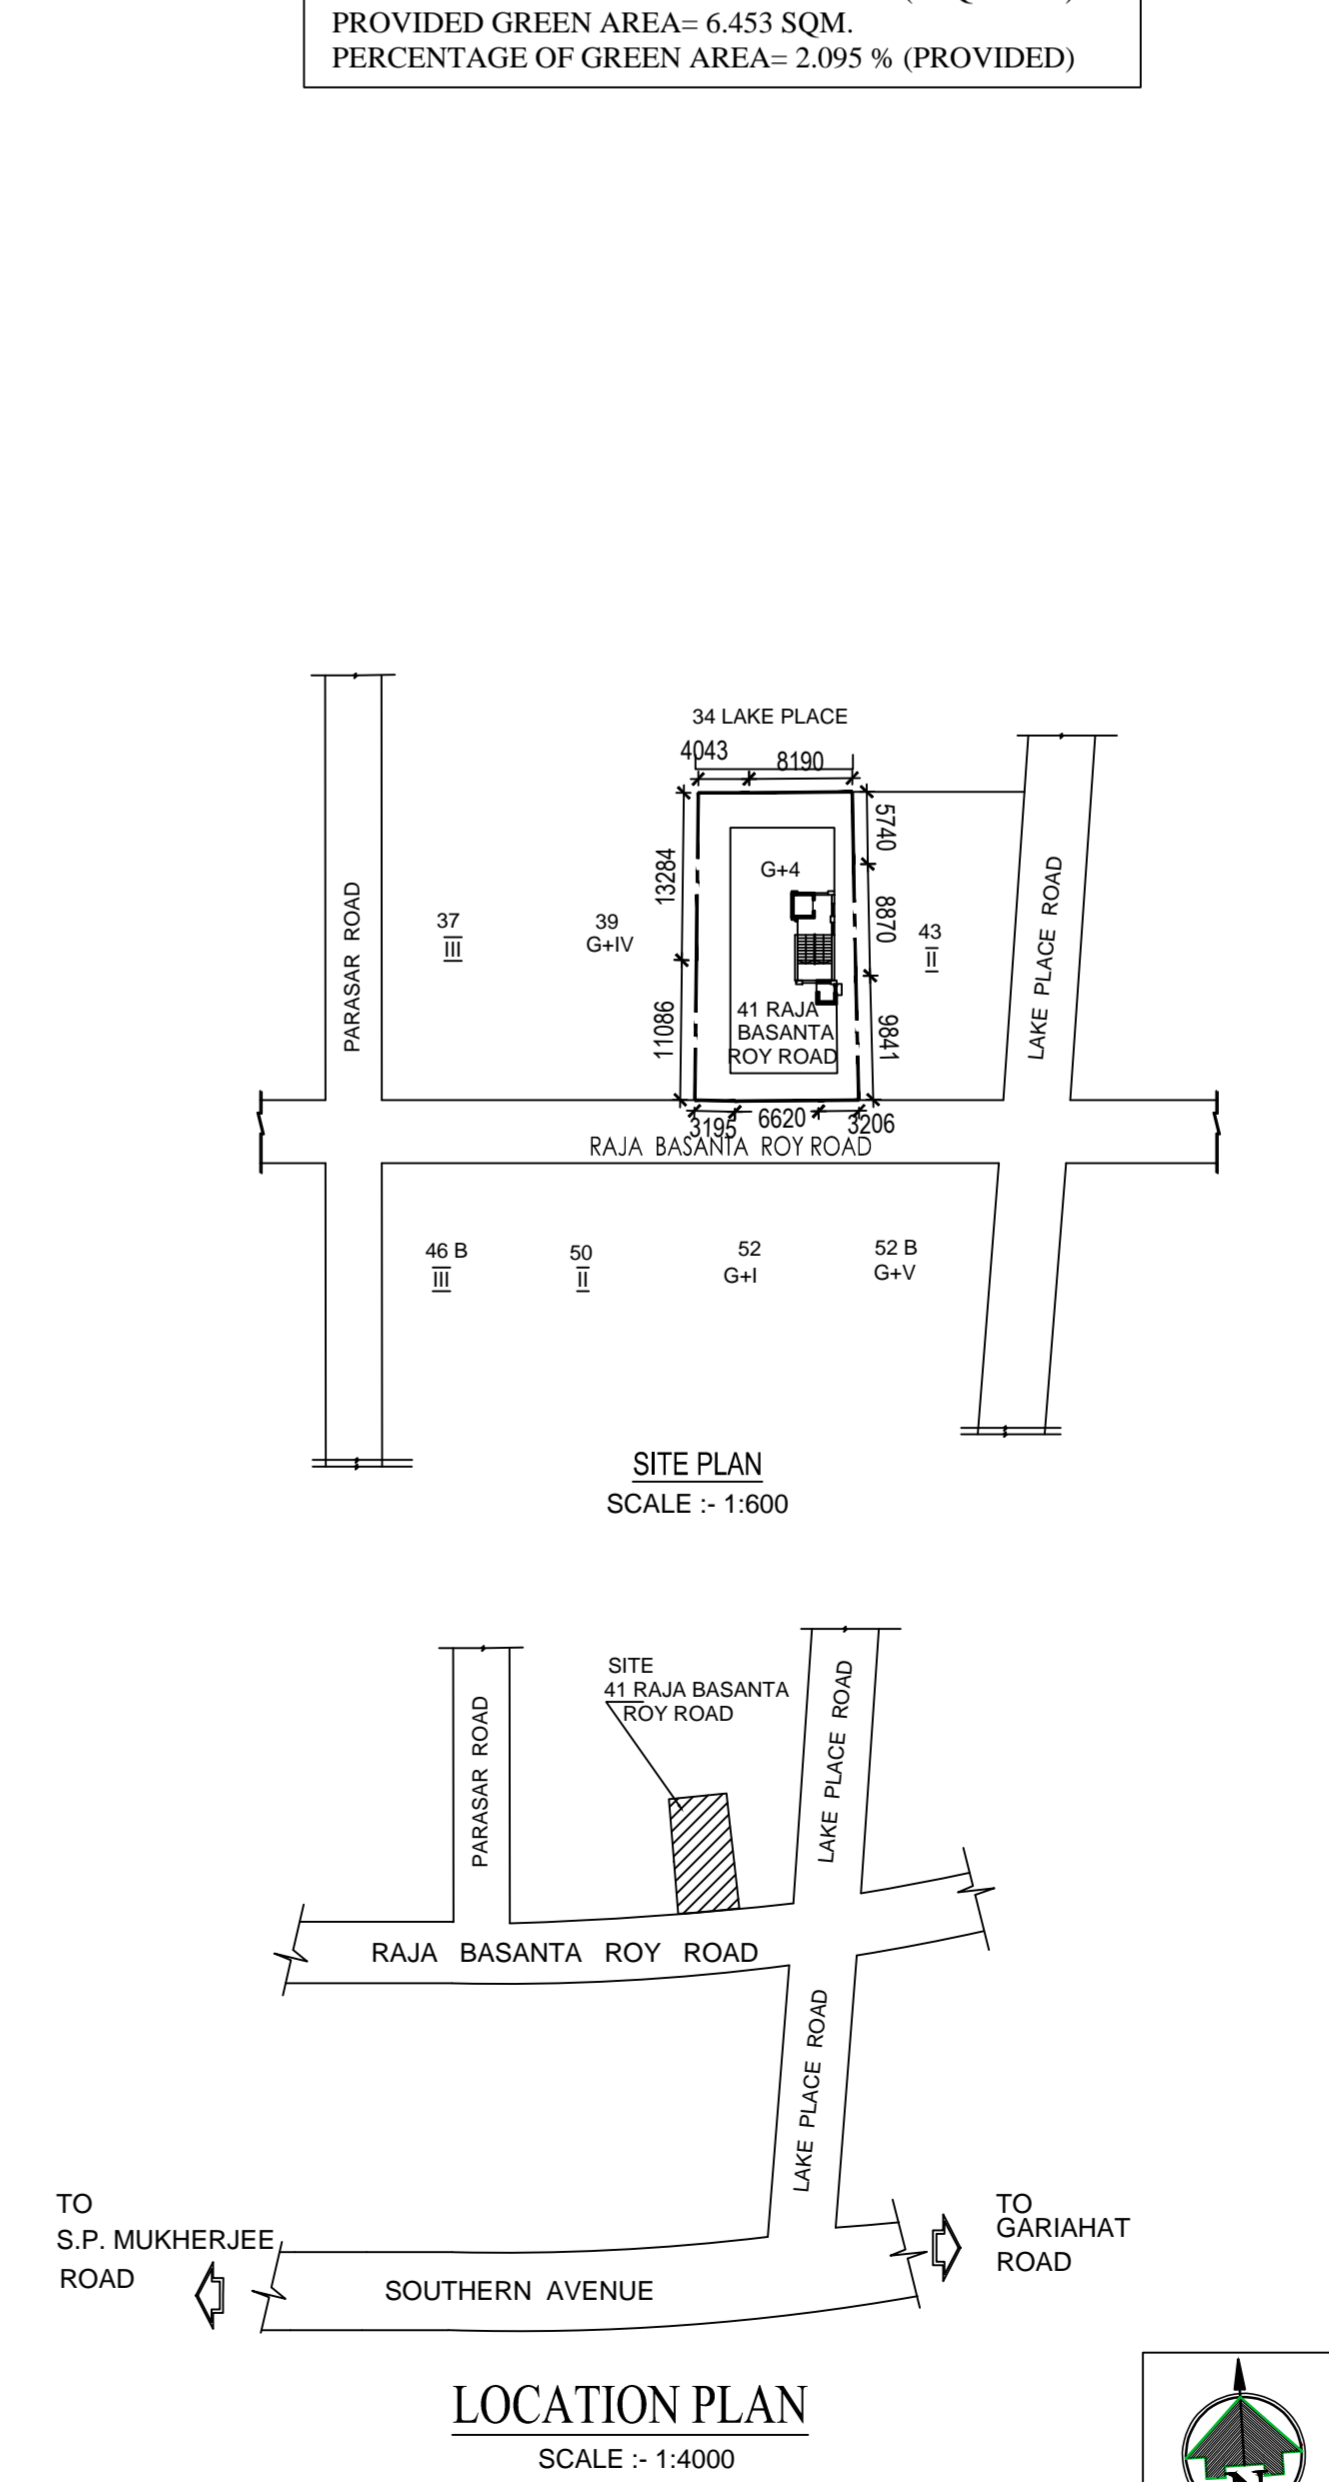 PROVIDED GREEN AREA= 6.453 SQM.
PERCENTAGE OF GREEN AREA= 2.095 % (PROVIDED)
34 LAKE PLACE
4043
8190
5740
13284
G+4
PARASAR ROAD
LAKE PLACE ROAD
37
III
39
G+IV
8870
43
II
11086
41 RAJA
BASANTA
ROY ROAD
9841
3195
6620
3206
RAJA BASANTA ROY ROAD
46 B
III
50
II
52
G+I
52 B
G+V
SITE PLAN
SCALE :- 1:600
SITE
41 RAJA BASANTA
ROY ROAD
PARASAR ROAD
LAKE PLACE ROAD
RAJA BASANTA ROY ROAD
LAKE PLACE ROAD
TO
S.P. MUKHERJEE
ROAD
TO
GARIAHAT
ROAD
SOUTHERN AVENUE
LOCATION PLAN
SCALE :- 1:4000
N